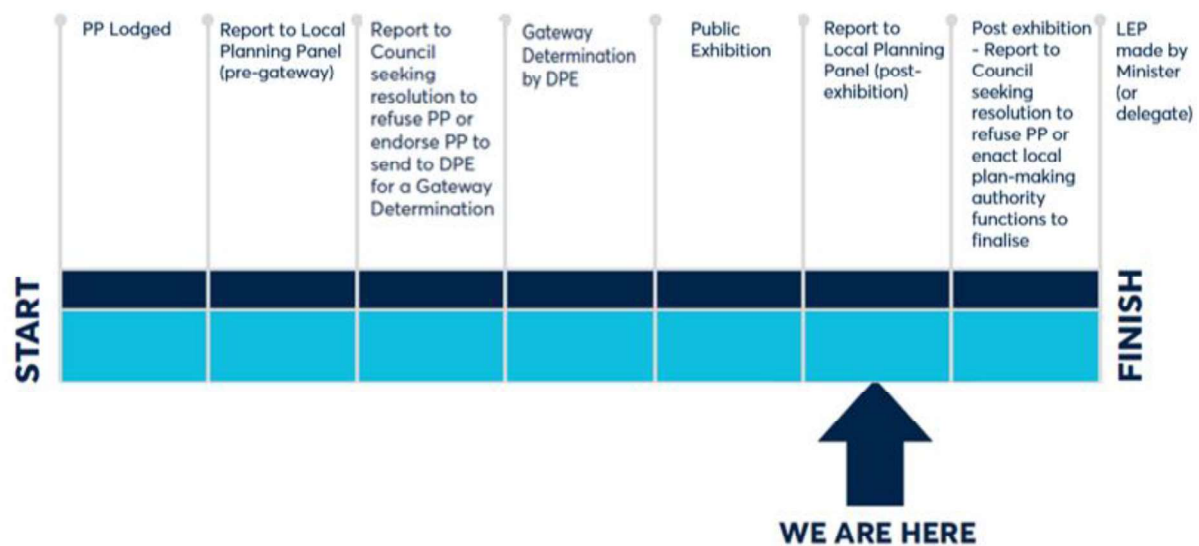 PP Lodged
Report to Local
Planning Panel
(pre-gateway)
Report to
Council
seeking
resolution to
refuse PP or
endorse PP to
send to DPE
for a Gateway
Determination
Gateway
Determination
by DPE
Public
Exhibition
Report to
Local Planning
Panel (post-
exhibition)
Post exhibition
- Report to
Council
seeking
resolution to
refuse PP or
enact local
plan-making
authority
functions to
finalise
LEP
made by
Minister
(or
delegate)
START
FINISH
WE ARE HERE